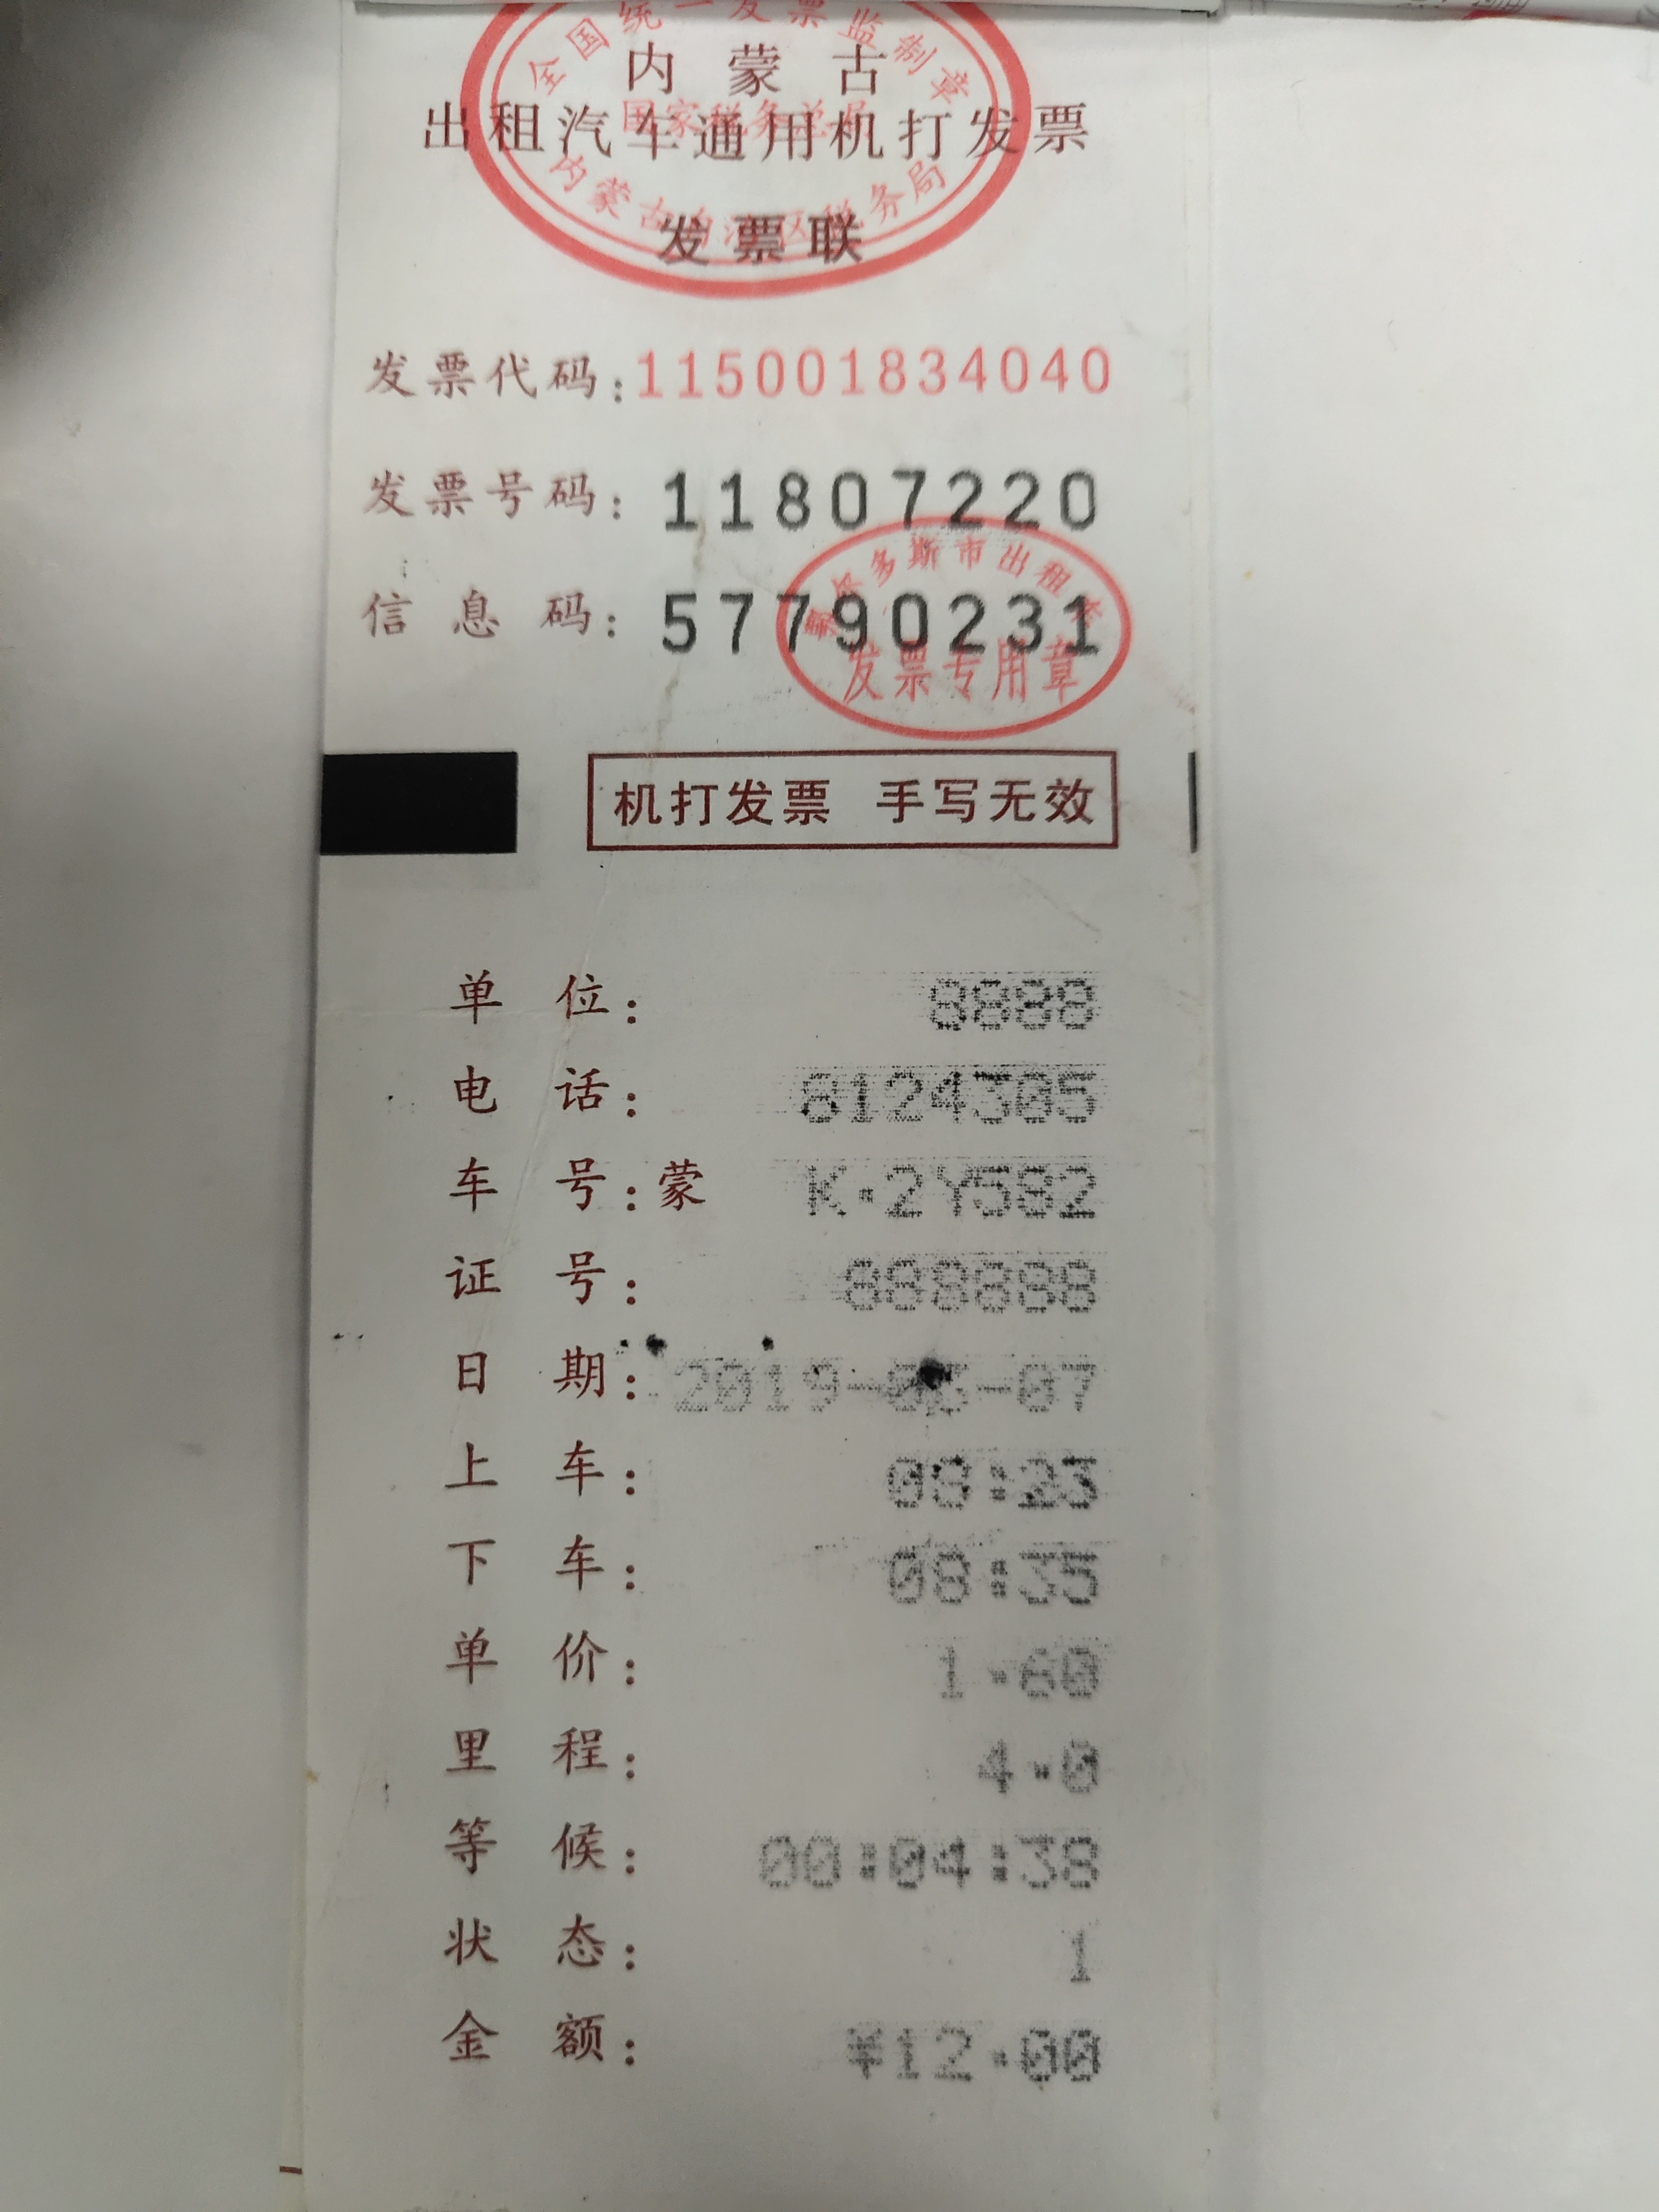 全国统一发票监制章
内蒙古
国家税务总局
出租汽车通用机打发票
内蒙古自治区税务局
发票联
发票代码:115001834040
发票号码: 11807220
信息码: 57790231
鄂尔多斯市出租车
发票专用章
机打发票 手写无效
单位: 8888
电话: 8124305
车号:蒙 K·2Y582
证号: 888888
日期: 2019-06-07
上车: 08:23
下车: 08:35
单价: 1.60
里程: 4.0
等候: 00:04:38
状态: 1
金额: ¥12.00